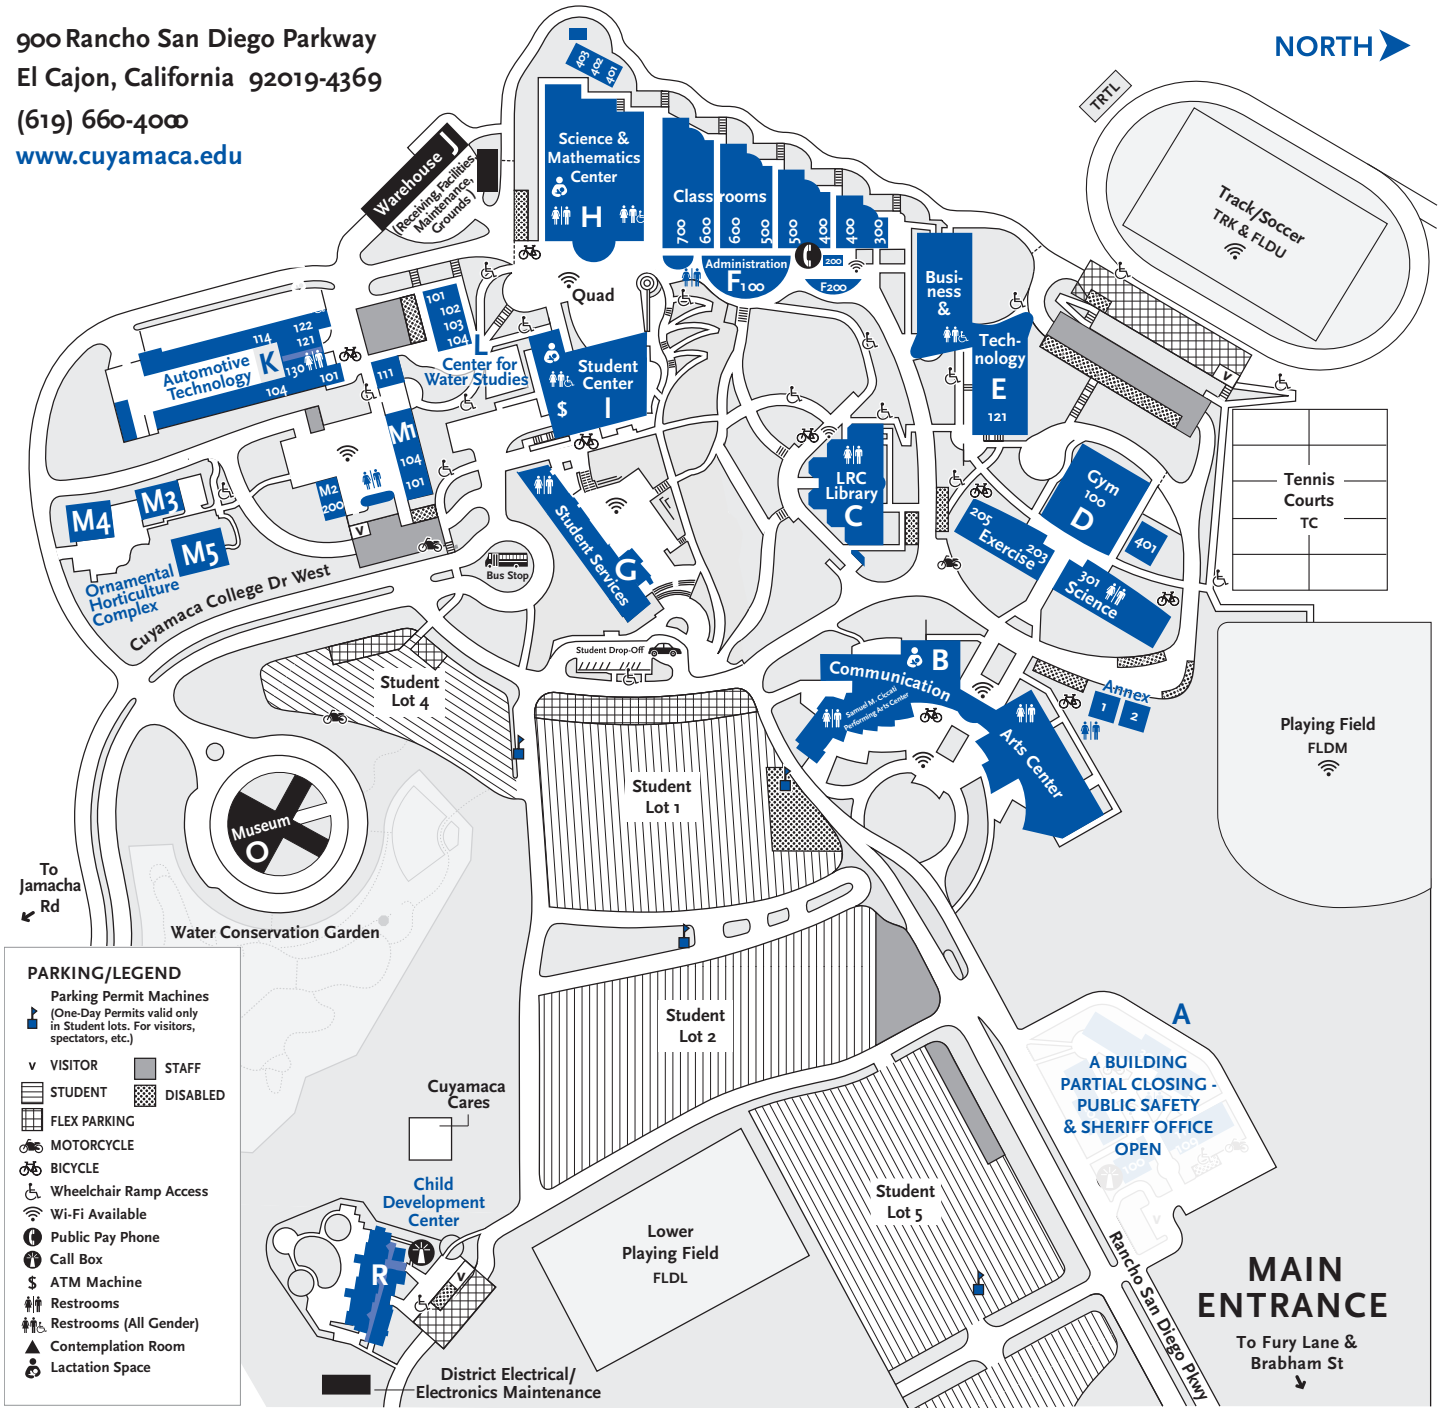 900 Rancho San Diego Parkway
El Cajon, California 92019-4369
(619) 660-4000
www.cuyamaca.edu
NORTH
403
402
401
TRTL
Track/Soccer
TRK & FLDU
Warehouse J
(Receiving, Facilities,
Maintenance,
Grounds)
Science &
Mathematics
Center
H
Classrooms
700
600
600
500
500
400
400
300
Administration
F100
200
F200
Quad
Busi-
ness
&
Tech-
nology
E
121
101
102
103
104
L
Center for
Water Studies
122
114
121
Automotive
Technology
K
130
101
104
111
Student
Center
I
$
M1
104
101
M2
200
V
M4
M3
M5
Ornamental
Horticulture
Complex
Cuyamaca College Dr West
Bus Stop
Student Services
G
LRC
Library
C
Gym
100
D
401
205
203
Exercise
301
Science
V
Tennis
Courts
TC
Student Drop-Off
B
Communication
Samuel M. Ciccati
Performing Arts Center
Arts Center
Annex
1
2
Playing Field
FLDM
Student
Lot 4
Student
Lot 1
Museum
O
To
Jamacha
Rd
Water Conservation Garden
Student
Lot 2
A
A BUILDING
PARTIAL CLOSING -
PUBLIC SAFETY
& SHERIFF OFFICE
OPEN
100
100
V
PARKING/LEGEND
Parking Permit Machines
(One-Day Permits valid only
in Student lots. For visitors,
spectators, etc.)
V VISITOR
STAFF
STUDENT
DISABLED
FLEX PARKING
MOTORCYCLE
BICYCLE
Wheelchair Ramp Access
Wi-Fi Available
Public Pay Phone
Call Box
$ ATM Machine
Restrooms
Restrooms (All Gender)
Contemplation Room
Lactation Space
Cuyamaca
Cares
Child
Development
Center
R
V
Lower
Playing Field
FLDL
Student
Lot 5
District Electrical/
Electronics Maintenance
Rancho San Diego Pkwy
MAIN
ENTRANCE
To Fury Lane &
Brabham St